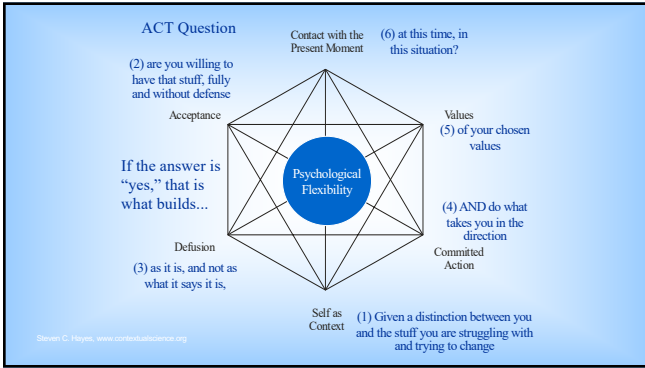 ACT Question
Contact with the
Present Moment
(6) at this time, in
this situation?
(2) are you willing to
have that stuff, fully
and without defense
Acceptance
Values
(5) of your chosen
values
If the answer is
“yes,” that is
what builds...
Psychological
Flexibility
(4) AND do what
takes you in the
direction
Defusion
Committed
Action
(3) as it is, and not as
what it says it is,
Self as
Context
(1) Given a distinction between you
and the stuff you are struggling with
and trying to change
Steven C. Hayes, www.contextualscience.org